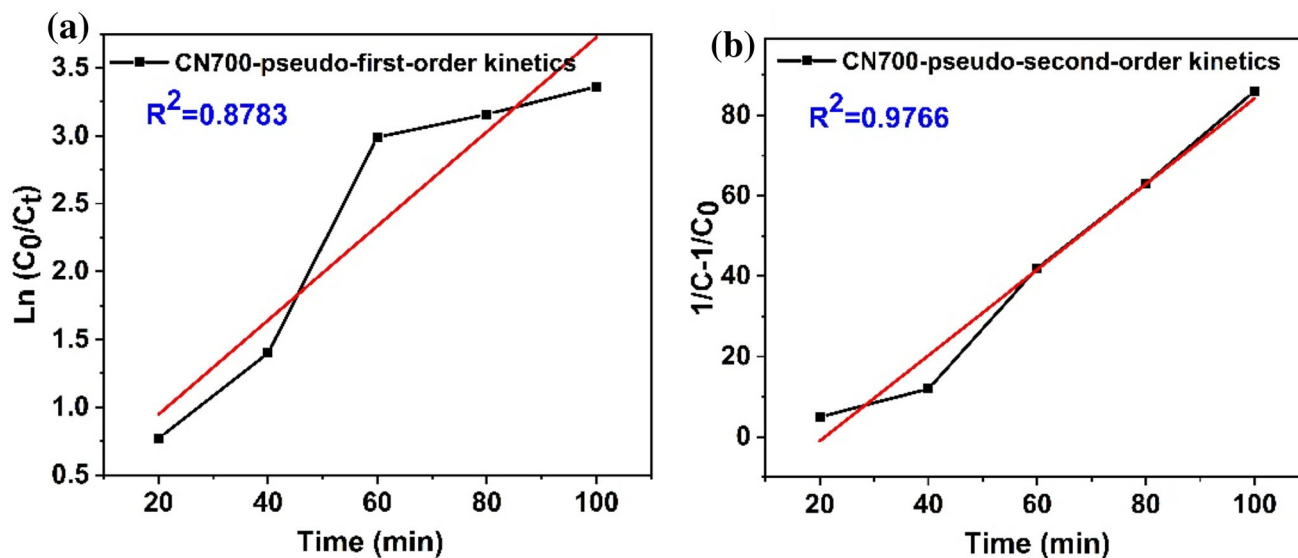 (a)
CN700-pseudo-first-order kinetics
R²=0.8783
Ln (C₀/Cₜ)
3.5
3.0
2.5
2.0
1.5
1.0
0.5
20 40 60 80 100
Time (min)
(b)
CN700-pseudo-second-order kinetics
R²=0.9766
1/C-1/C₀
80
60
40
20
0
20 40 60 80 100
Time (min)